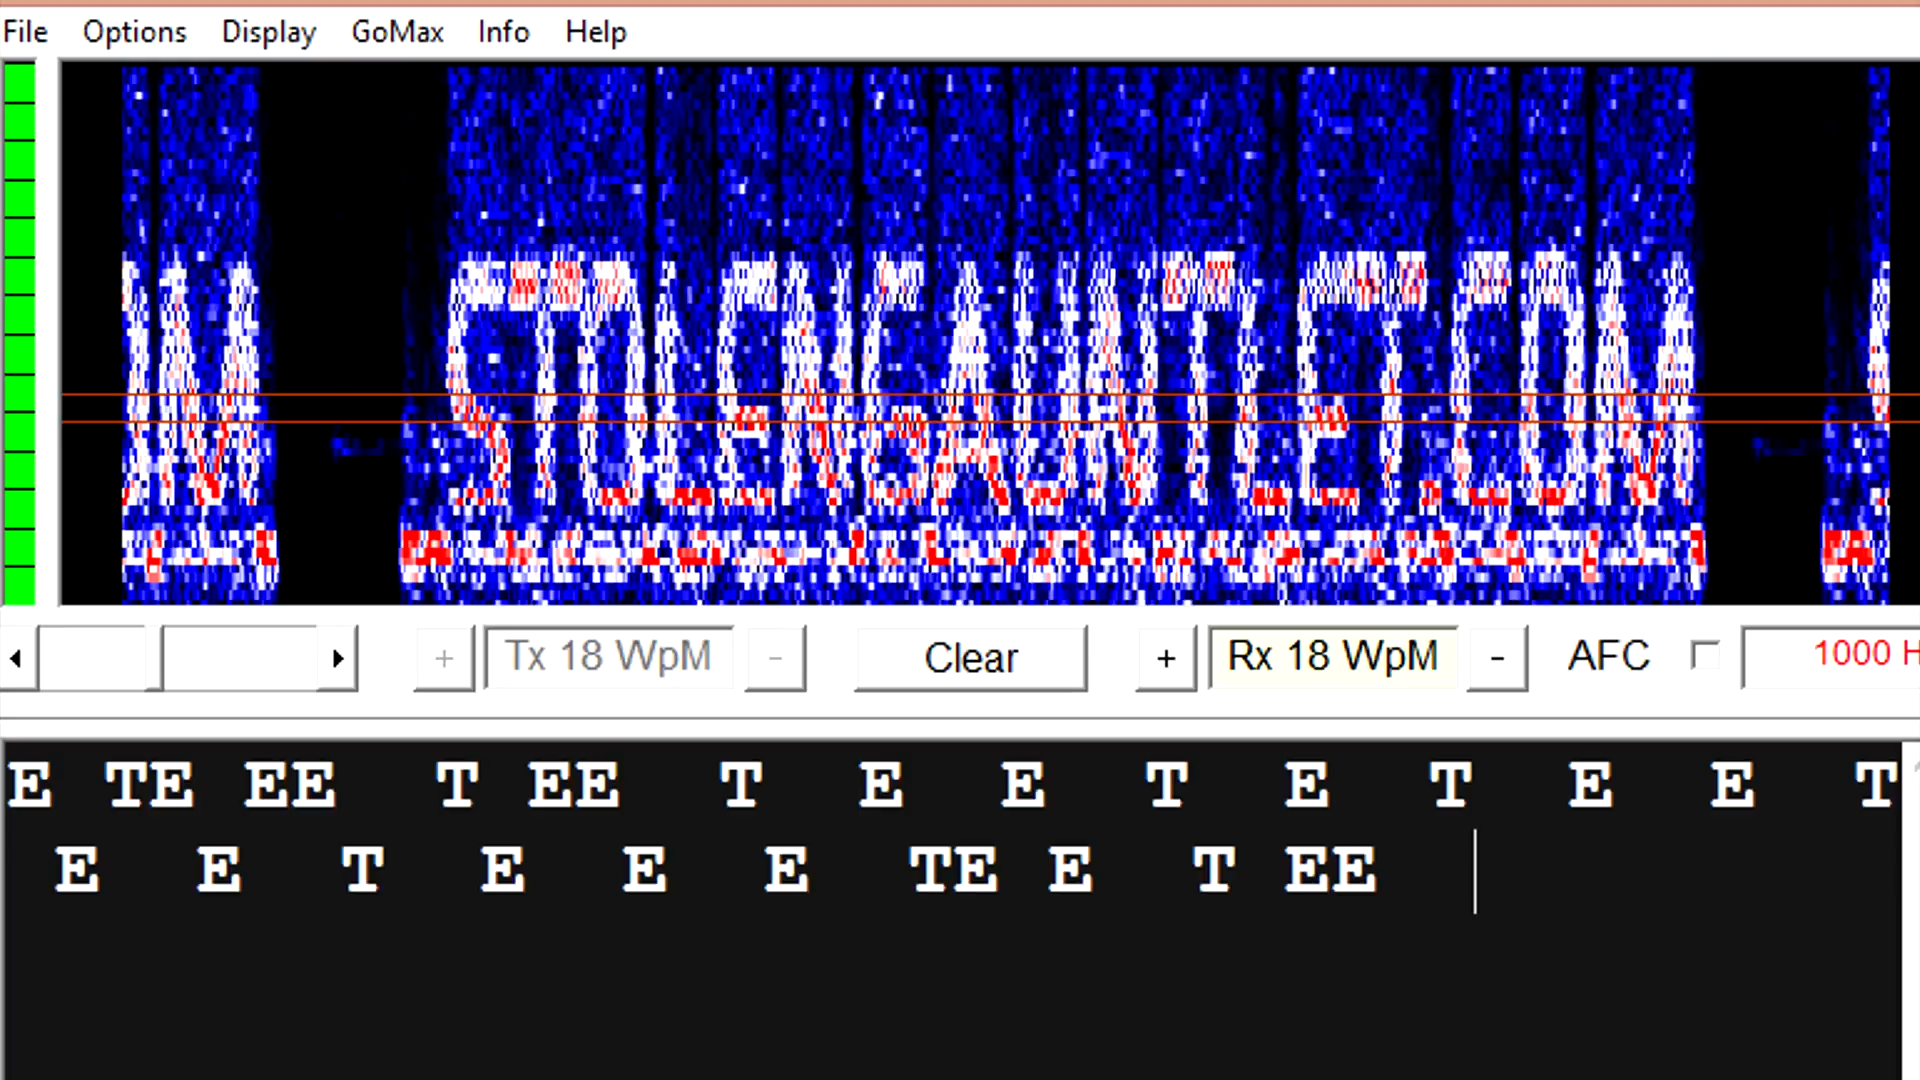 File Options Display GoMax Info Help
M STOLENGAUNTLET.COM
+ Tx 18 WpM - Clear + Rx 18 WpM - AFC 1000 H
E TE EE T EE T E E T E T E E T
E E T E E E TE E T EE